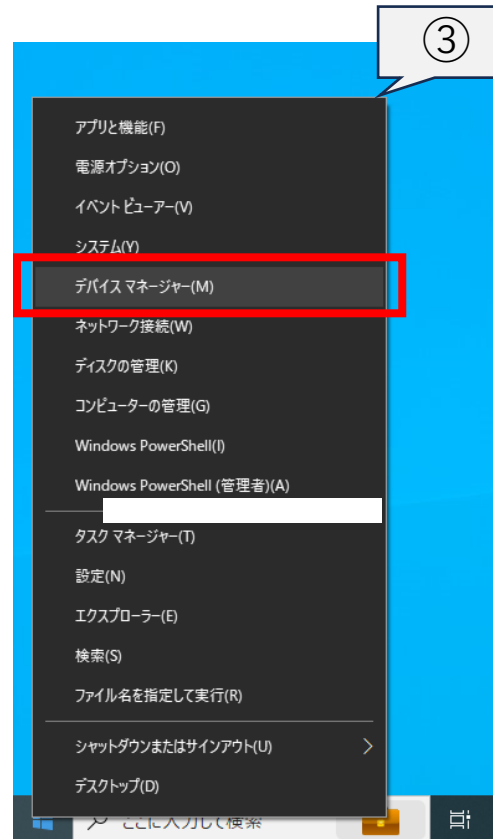 ③
アプリと機能(F)
電源オプション(O)
イベント ビューアー(V)
システム(Y)
デバイス マネージャー(M)
ネットワーク接続(W)
ディスクの管理(K)
コンピューターの管理(G)
Windows PowerShell(I)
Windows PowerShell (管理者)(A)
タスク マネージャー(T)
設定(N)
エクスプローラー(E)
検索(S)
ファイル名を指定して実行(R)
シャットダウンまたはサインアウト(U)
デスクトップ(D)
ここに入力して検索